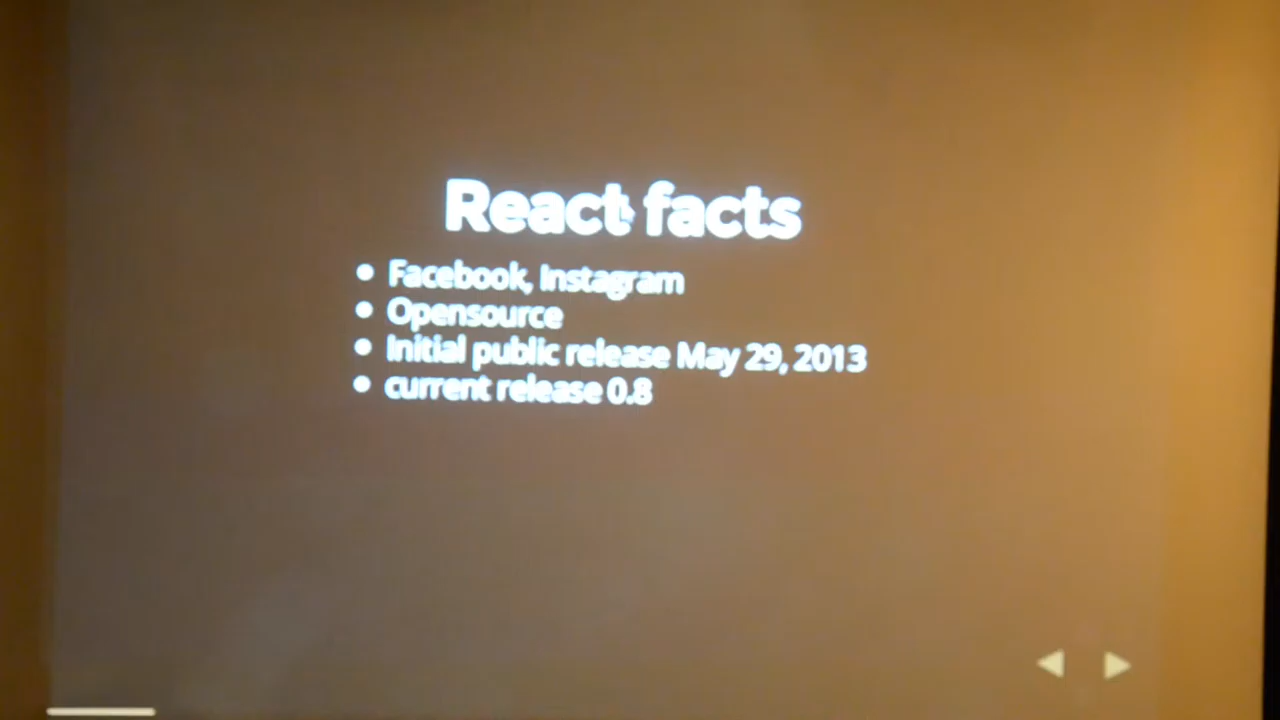 React facts
Facebook, Instagram
Opensource
Initial public release May 29, 2013
current release 0.8